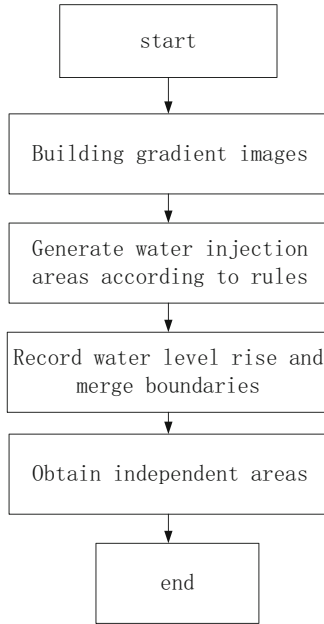 start
Building gradient images
Generate water injection
areas according to rules
Record water level rise and
merge boundaries
Obtain independent areas
end